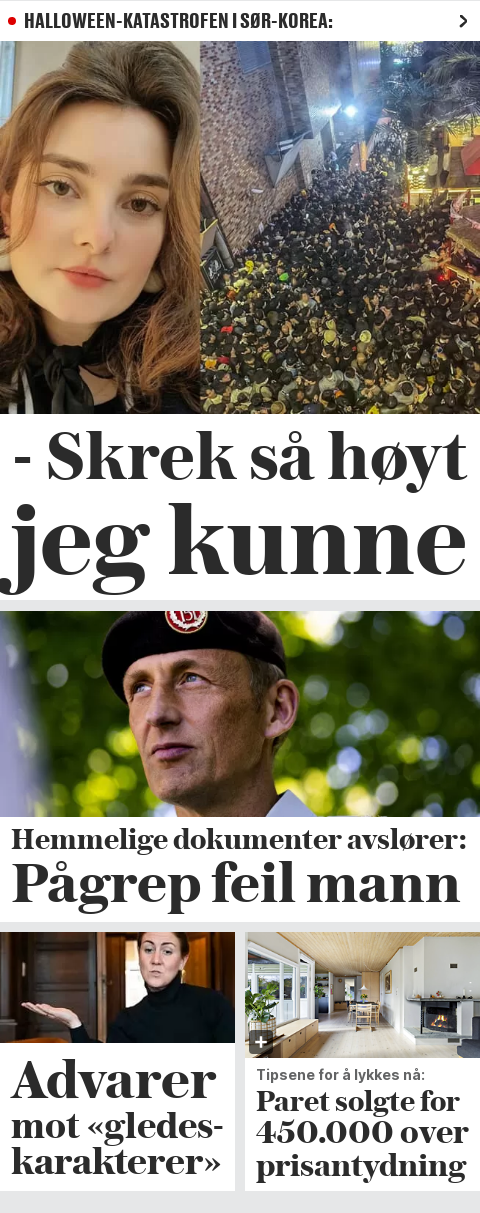 HALLOWEEN-KATASTROFEN I SØR-KOREA:
- Skrek så høyt
jeg kunne
Hemmelige dokumenter avslører:
Pågrep feil mann
Advarer
mot «gledes-
karakterer»
Tipsene for å lykkes nå:
Paret solgte for
450.000 over
prisantydning